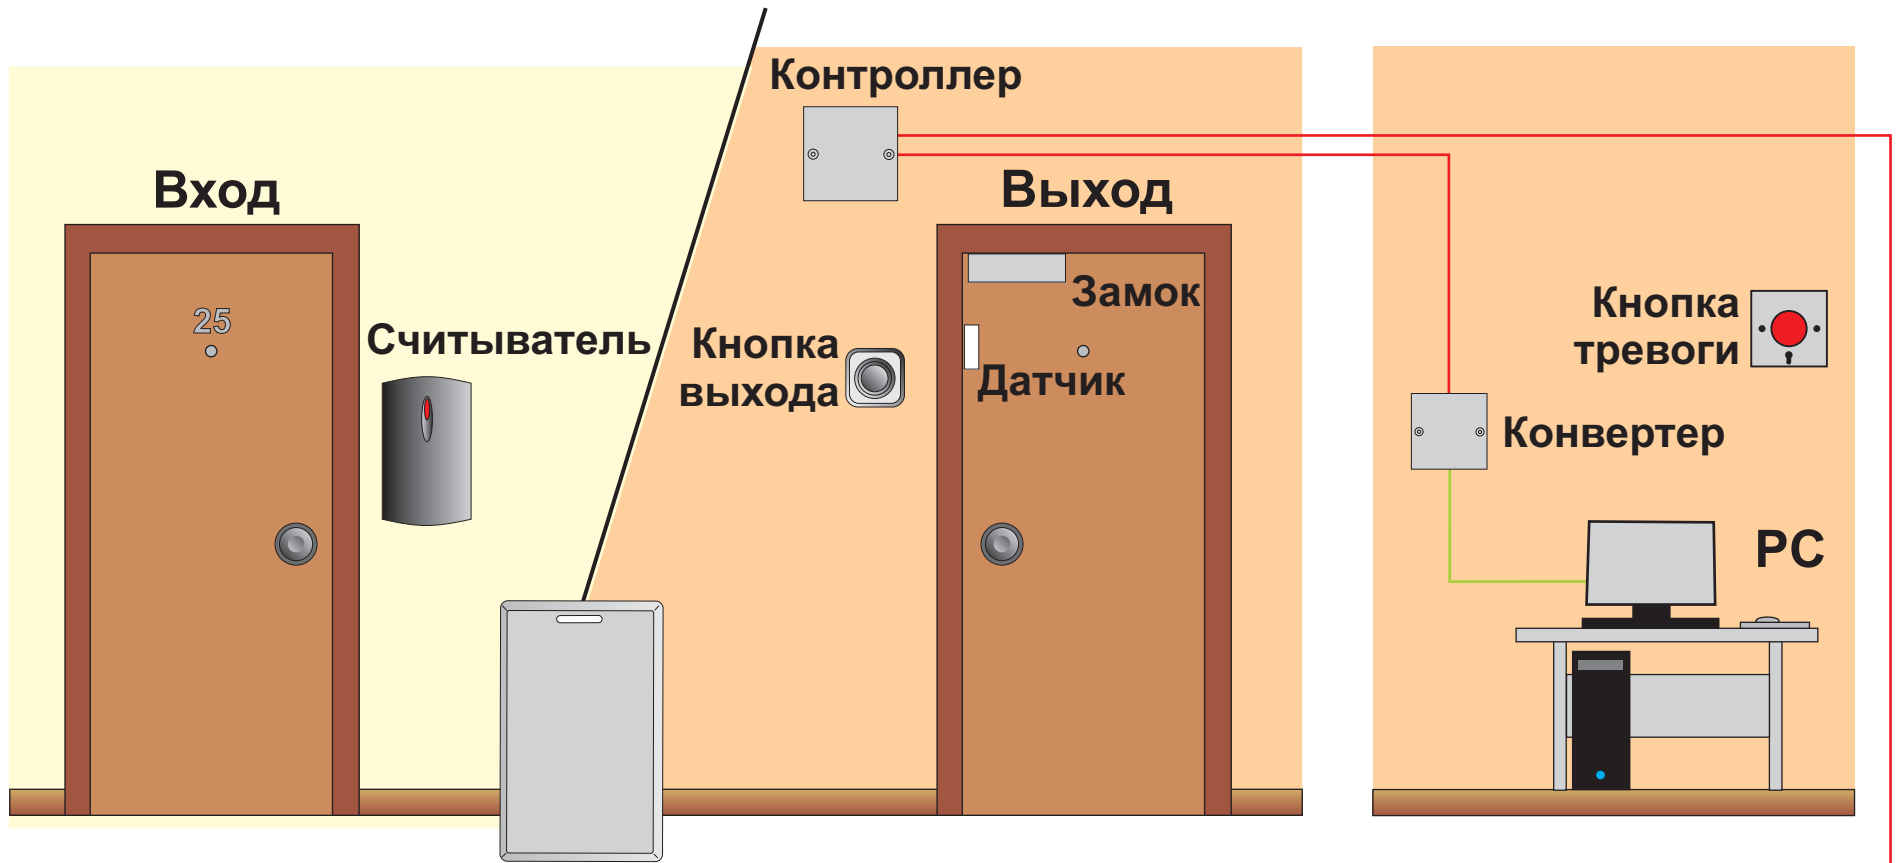 Контроллер
Вход
Выход
25
Считыватель
Кнопка
выхода
Замок
Датчик
Кнопка
тревоги
Конвертер
PC